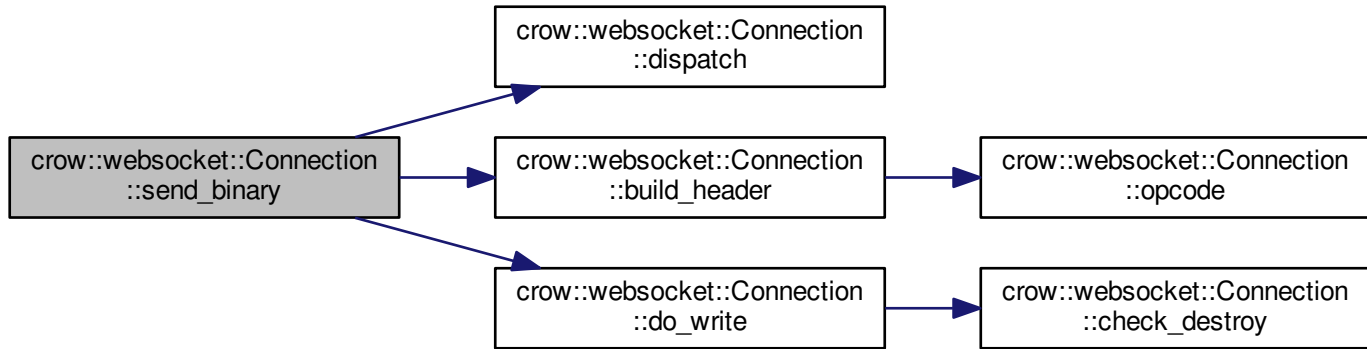 crow::websocket::Connection
::dispatch
crow::websocket::Connection
::send_binary
crow::websocket::Connection
::build_header
crow::websocket::Connection
::opcode
crow::websocket::Connection
::do_write
crow::websocket::Connection
::check_destroy